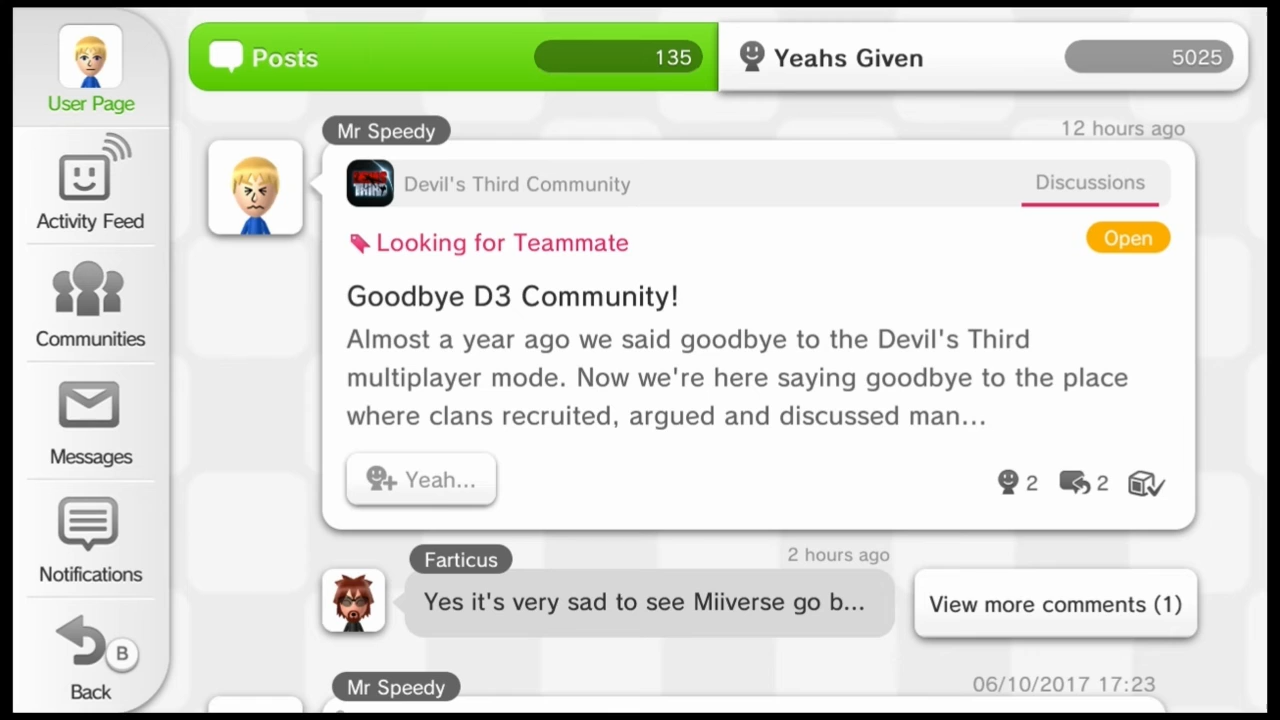 User Page
Activity Feed
Communities
Messages
Notifications
B
Back
Posts 135
Yeahs Given 5025
Mr Speedy 12 hours ago
Devil's Third Community Discussions
Looking for Teammate Open
Goodbye D3 Community!
Almost a year ago we said goodbye to the Devil's Third
multiplayer mode. Now we're here saying goodbye to the place
where clans recruited, argued and discussed man...
Yeah... 2 2
Farticus 2 hours ago
Yes it's very sad to see Miiverse go b... View more comments (1)
Mr Speedy 06/10/2017 17:23